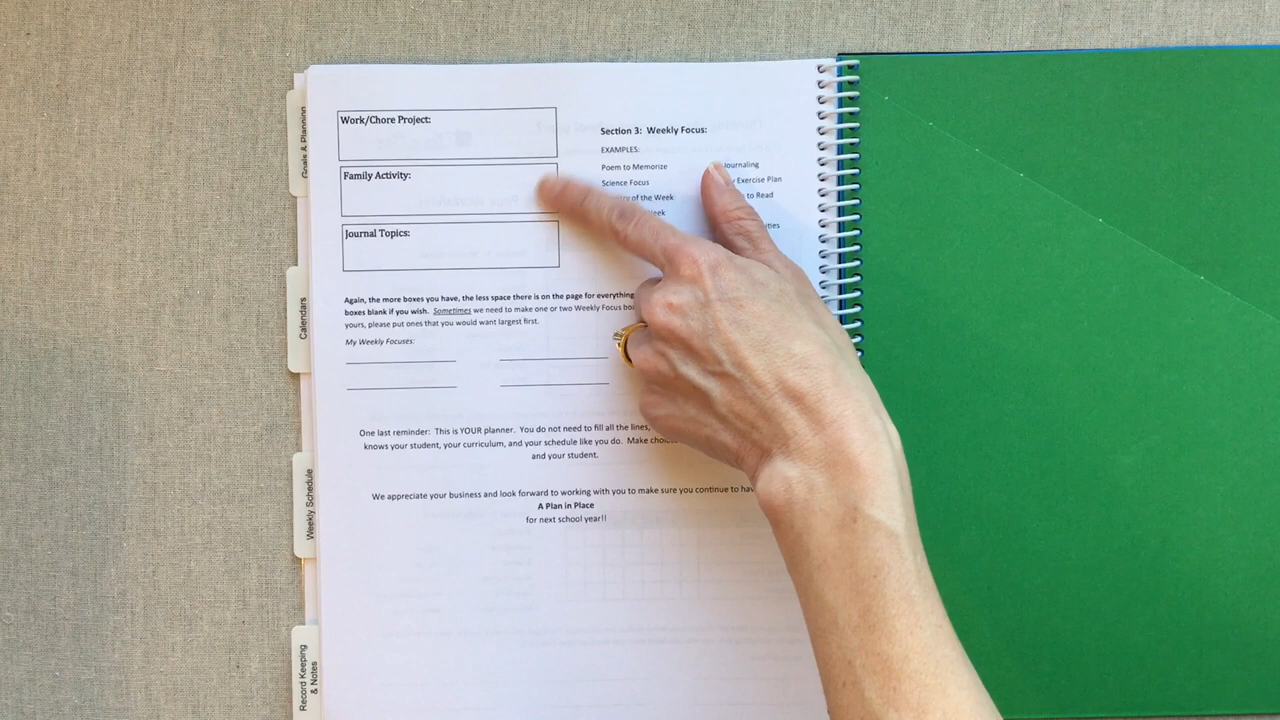 Goals & Planning
Calendars
Weekly Schedule
Record Keeping
& Notes
Work/Chore Project:
Family Activity:
Journal Topics:
Section 3: Weekly Focus:
EXAMPLES:
Poem to Memorize
Journaling
Science Focus
Exercise Plan
of the Week
to Read
Again, the more boxes you have, the less space there is on the page for everything
boxes blank if you wish. Sometimes we need to make one or two Weekly Focus
yours, please put ones that you would want largest first.
My Weekly Focuses:
One last reminder: This is YOUR planner. You do not need to fill all the lines,
knows your student, your curriculum, and your schedule like you do. Make
and your student.
We appreciate your business and look forward to working with you to make sure you continue to
A Plan in Place
for next school year!!